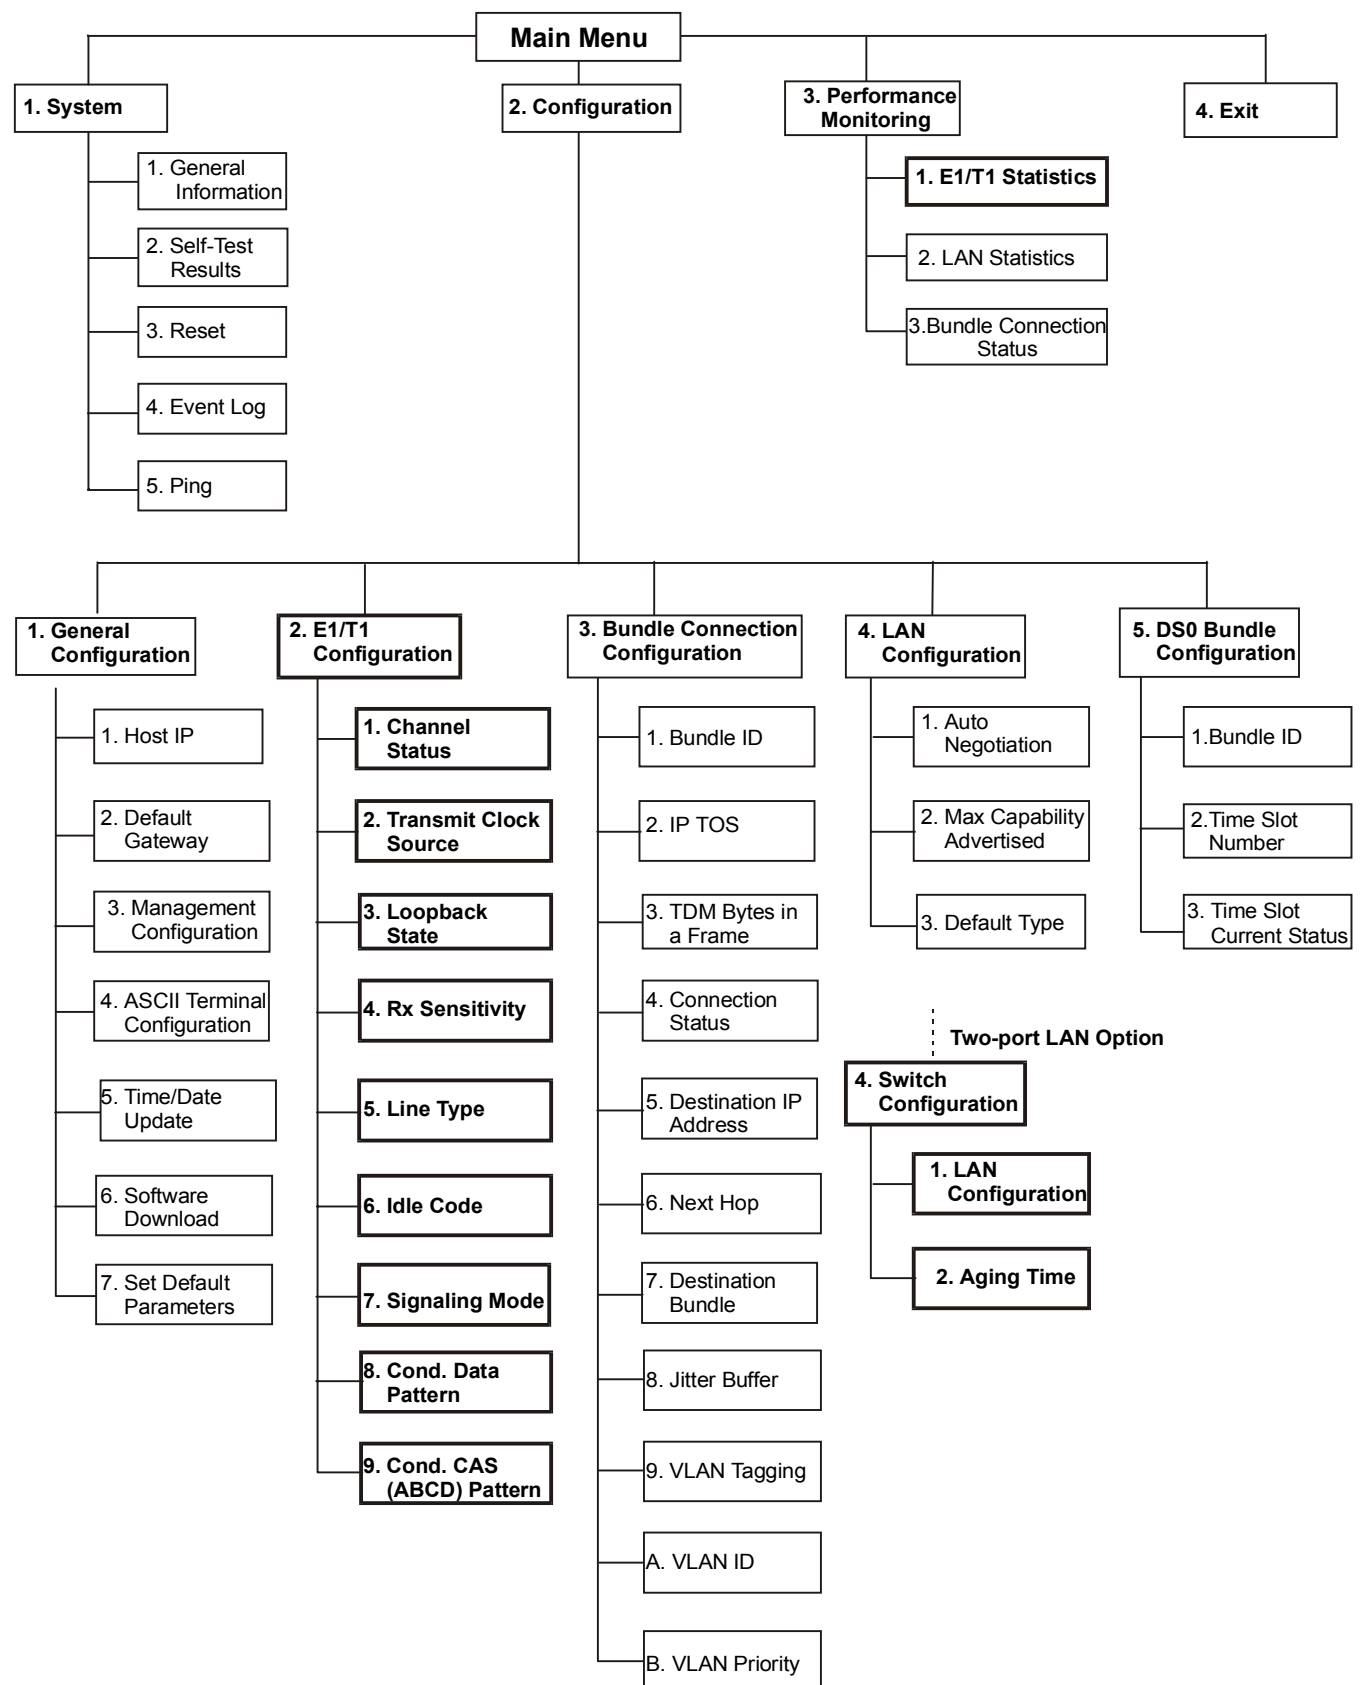 Main Menu
1. System
2. Configuration
3. Performance
Monitoring
4. Exit
1. General
Information
2. Self-Test
Results
3. Reset
4. Event Log
5. Ping
1. E1/T1 Statistics
2. LAN Statistics
3.Bundle Connection
Status
1. General
Configuration
1. Host IP
2. Default
Gateway
3. Management
Configuration
4. ASCII Terminal
Configuration
5. Time/Date
Update
6. Software
Download
7. Set Default
Parameters
2. E1/T1
Configuration
1. Channel
Status
2. Transmit Clock
Source
3. Loopback
State
4. Rx Sensitivity
5. Line Type
6. Idle Code
7. Signaling Mode
8. Cond. Data
Pattern
9. Cond. CAS
(ABCD) Pattern
3. Bundle Connection
Configuration
1. Bundle ID
2. IP TOS
3. TDM Bytes in
a Frame
4. Connection
Status
5. Destination IP
Address
6. Next Hop
7. Destination
Bundle
8. Jitter Buffer
9. VLAN Tagging
A. VLAN ID
B. VLAN Priority
4. LAN
Configuration
1. Auto
Negotiation
2. Max Capability
Advertised
3. Default Type
Two-port LAN Option
4. Switch
Configuration
1. LAN
Configuration
2. Aging Time
5. DS0 Bundle
Configuration
1.Bundle ID
2.Time Slot
Number
3. Time Slot
Current Status